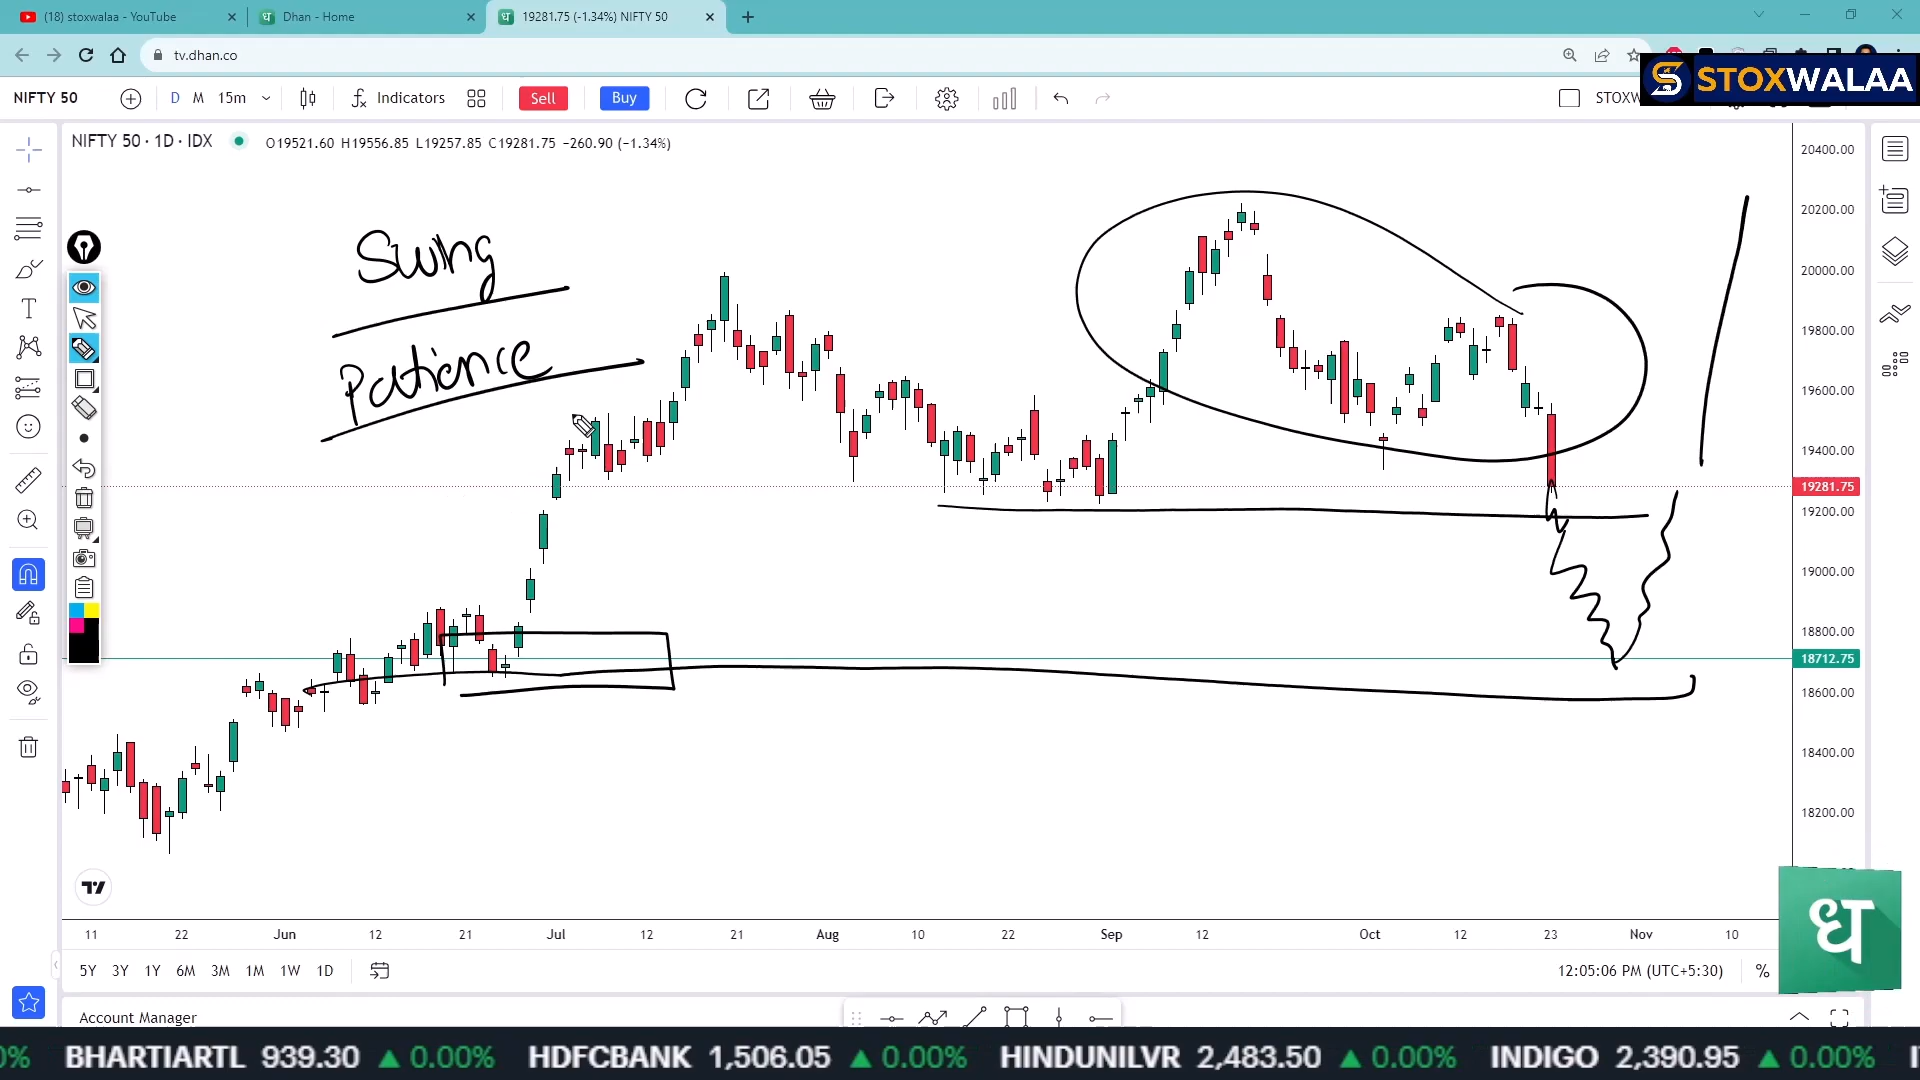 (18) stoxwalaa - YouTube
Dhan - Home
19281.75 (-1.34%) NIFTY 50
tv.dhan.co
STOXWALAA
NIFTY 50
D M 15m
Indicators
Sell
Buy
STOXW
NIFTY 50 · 1D · IDX
O19521.60 H19556.85 L19257.85 C19281.75 −260.90 (−1.34%)
Swing
Patience
20400.00
20200.00
20000.00
19800.00
19600.00
19400.00
19281.75
19200.00
19000.00
18800.00
18712.75
18600.00
18400.00
18200.00
11 22 Jun 12 21 Jul 12 21 Aug 10 22 Sep 12 Oct 12 23 Nov 10
5Y 3Y 1Y 6M 3M 1M 1W 1D
12:05:06 PM (UTC+5:30)
%
ध
Account Manager
0% BHARTIARTL 939.30 ▲ 0.00% HDFCBANK 1,506.05 ▲ 0.00% HINDUNILVR 2,483.50 ▲ 0.00% INDIGO 2,390.95 ▲ 0.00%